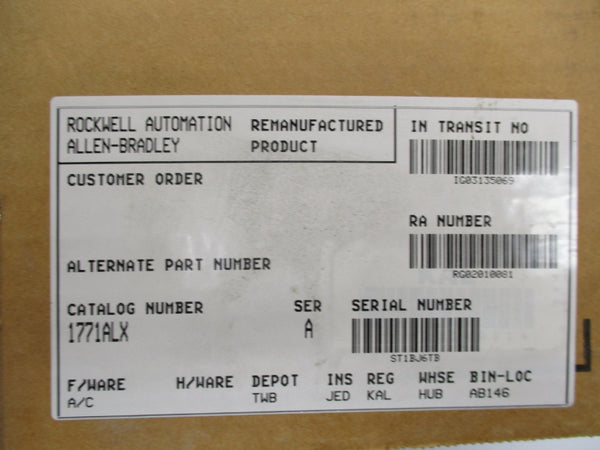 ROCKWELL AUTOMATION REMANUFACTURED
ALLEN-BRADLEY PRODUCT
IN TRANSIT NO
IG03135069
CUSTOMER ORDER
RA NUMBER
RG02010081
ALTERNATE PART NUMBER
CATALOG NUMBER SER SERIAL NUMBER
1771ALX A
ST1BJ6TB
F/WARE H/WARE DEPOT INS REG WHSE BIN-LOC
A/C TWB JED KAL HUB AB146